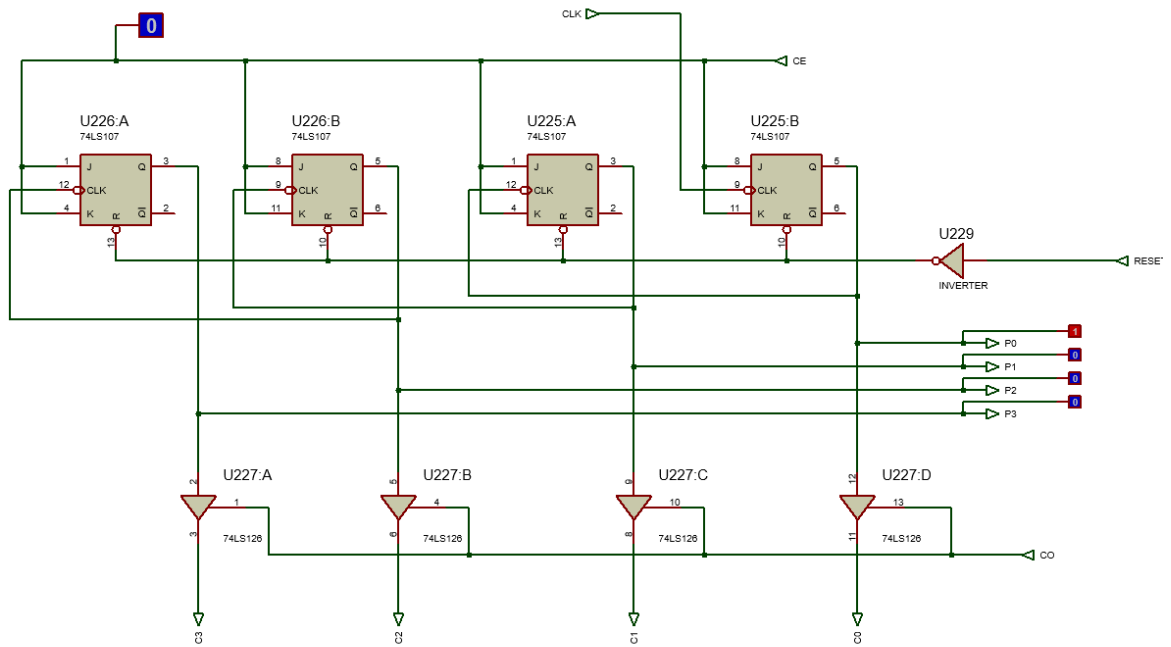 0
CLK
CE
U226:A
74LS107
U226:B
74LS107
U225:A
74LS107
U225:B
74LS107
1 J Q 3
12 CLK
4 K R QI 2
13
8 J Q 5
9 CLK
11 K R QI 6
10
1 J Q 3
12 CLK
4 K R QI 2
13
8 J Q 5
9 CLK
11 K R QI 6
10
U229
INVERTER
RESET
1
P0
0
P1
0
P2
0
P3
U227:A
2
1
3
74LS126
U227:B
5
4
6
74LS126
U227:C
9
10
8
74LS126
U227:D
12
13
11
74LS126
CO
C3
C2
C1
C0